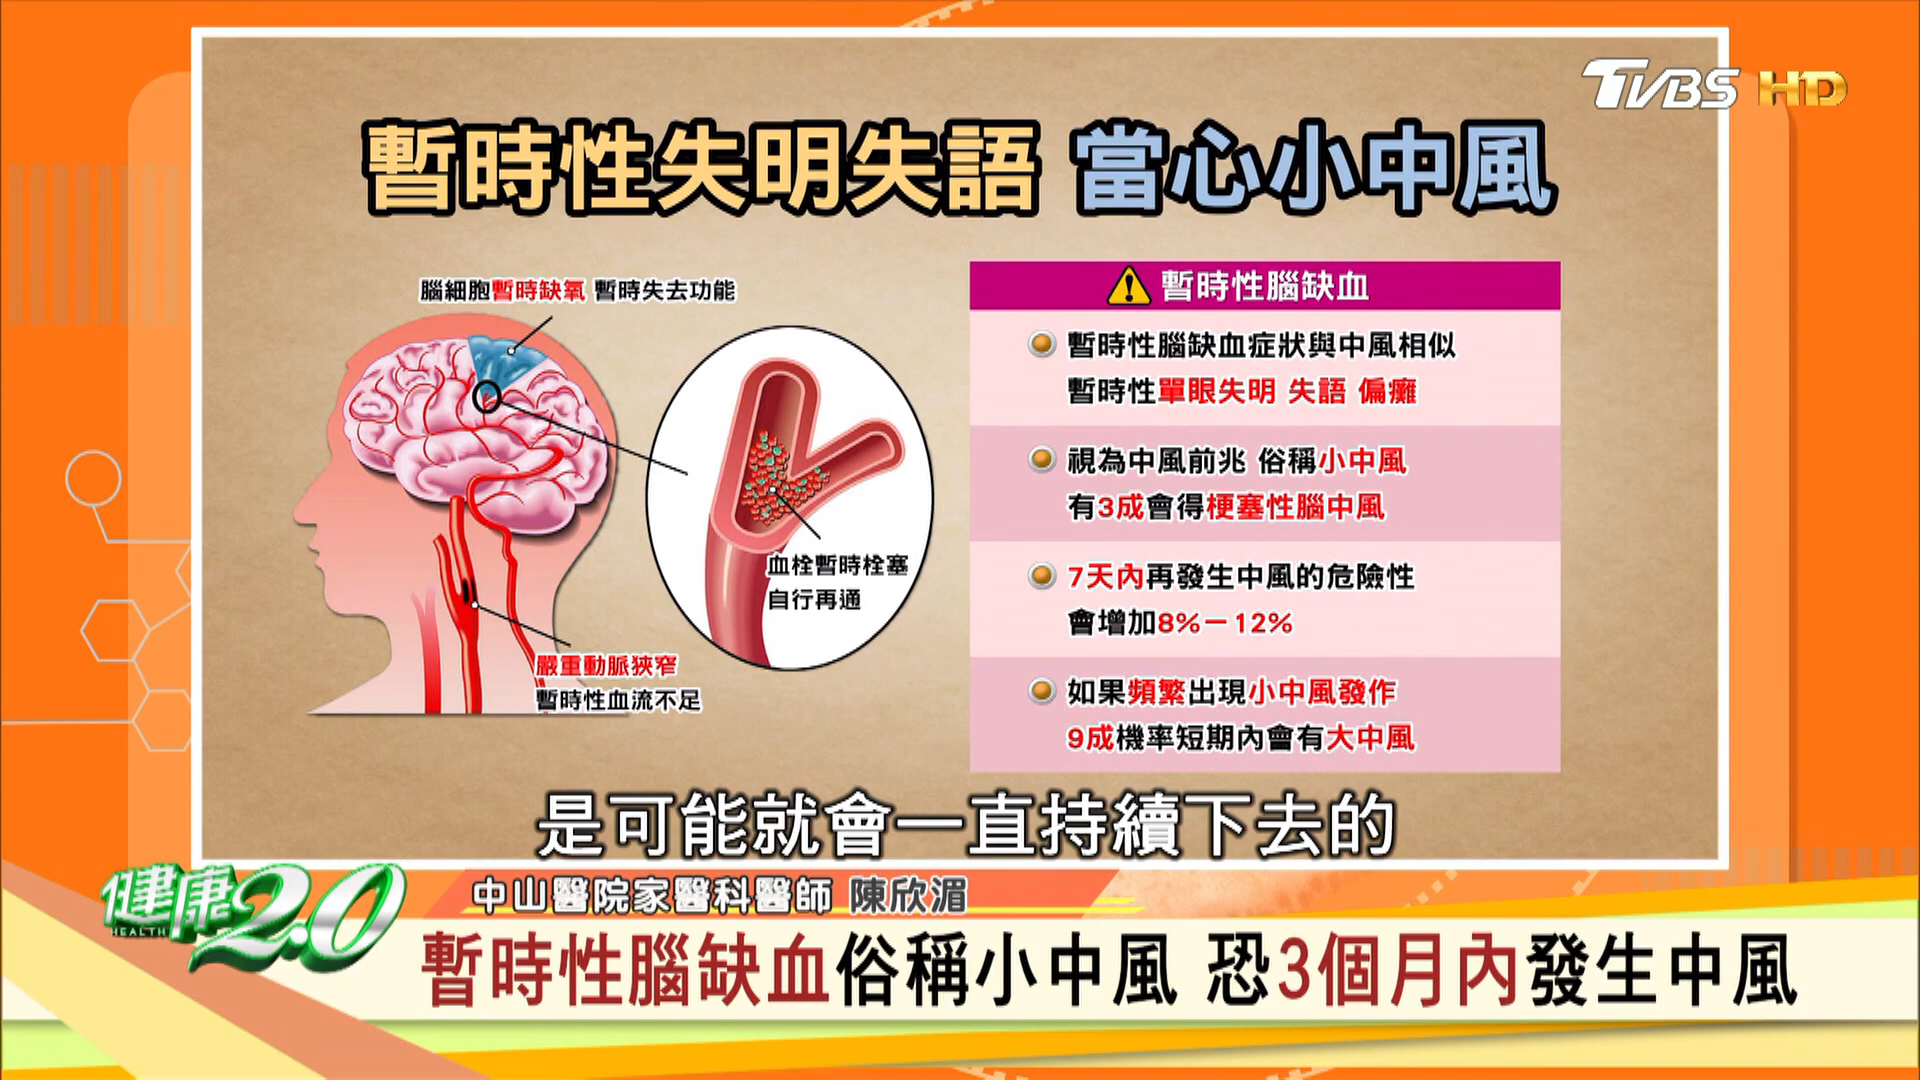 TVBS HD
暫時性失明失語 當心小中風
腦細胞暫時缺氧 暫時失去功能
血栓暫時栓塞
自行再通
嚴重動脈狹窄
暫時性血流不足
暫時性腦缺血
暫時性腦缺血症狀與中風相似
暫時性單眼失明 失語 偏癱
視為中風前兆 俗稱小中風
有3成會得梗塞性腦中風
7天內再發生中風的危險性
會增加8%－12%
如果頻繁出現小中風發作
9成機率短期內會有大中風
是可能就會一直持續下去的
健康2.0
HEALTH
中山醫院家醫科醫師 陳欣湄
暫時性腦缺血俗稱小中風 恐3個月內發生中風